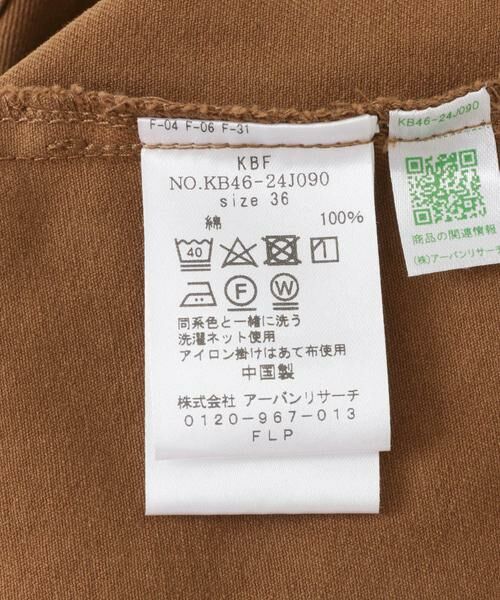 F-04 F-06 F-31
KBF
NO.KB46-24J090
size 36
綿 100%
40
F W
同系色と一緒に洗う
洗濯ネット使用
アイロン掛けはあて布使用
中国製
株式会社 アーバンリサーチ
0120-967-013
FLP
KB46-24J090
商品の関連情報
(株)アーバンリサーチ